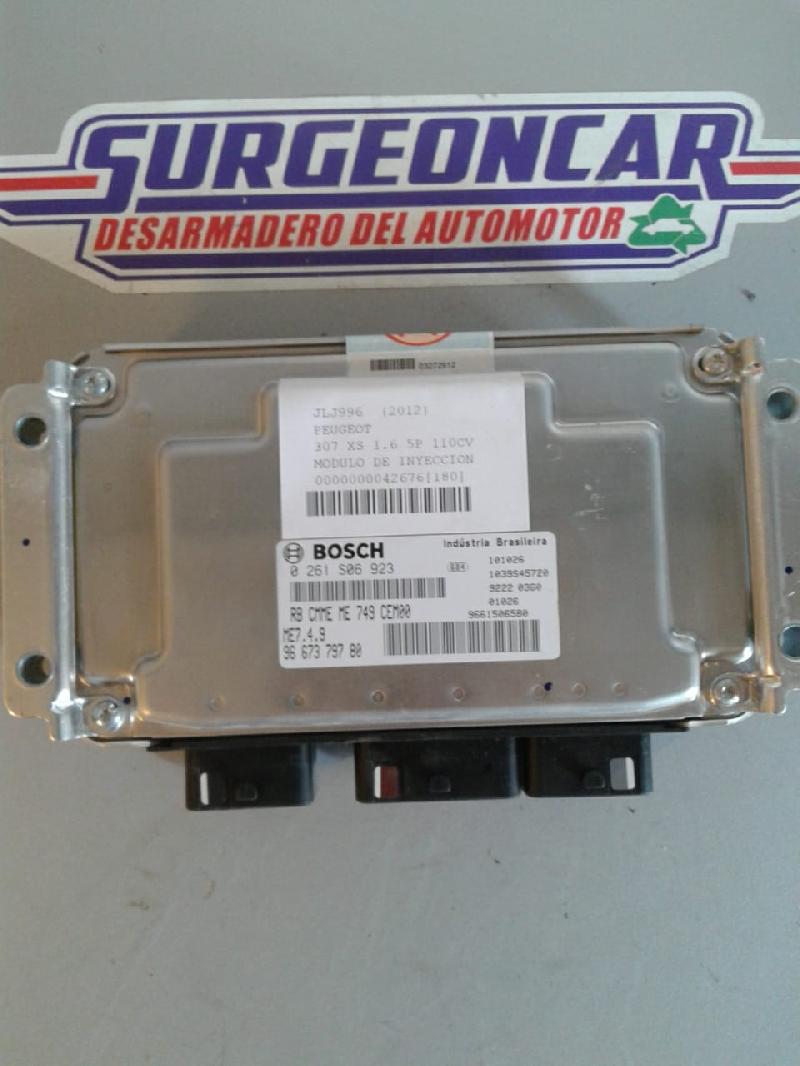 SURGEONCAR
DESARMADERO DEL AUTOMOTOR
03072912
JLJ996 (2012)
PEUGEOT
307 XS 1.6 5P 110CV
MODULO DE INYECCION
0000000042676[180]
BOSCH
Indústria Brasileira
0 261 S06 923
101026
1039S45720
9222 0360
01026
9661506580
RB CMME ME 749 CEM00
ME7.4.9
96 673 797 80